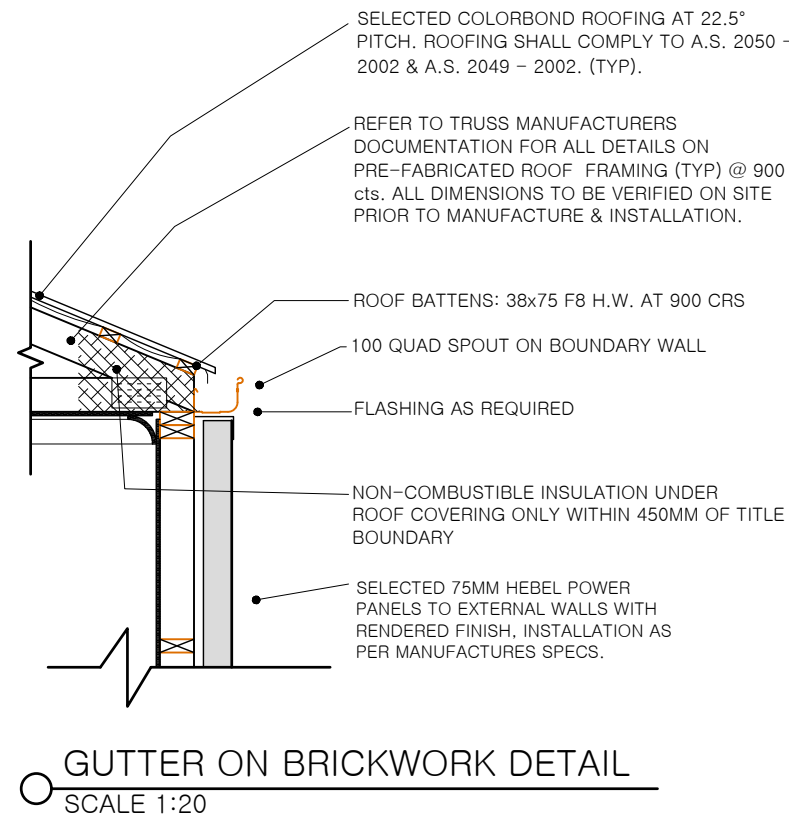 SELECTED COLORBOND ROOFING AT 22.5°
PITCH. ROOFING SHALL COMPLY TO A.S. 2050 -
2002 & A.S. 2049 - 2002. (TYP).
REFER TO TRUSS MANUFACTURERS
DOCUMENTATION FOR ALL DETAILS ON
PRE-FABRICATED ROOF FRAMING (TYP) @ 900
cts. ALL DIMENSIONS TO BE VERIFIED ON SITE
PRIOR TO MANUFACTURE & INSTALLATION.
ROOF BATTENS: 38x75 F8 H.W. AT 900 CRS
100 QUAD SPOUT ON BOUNDARY WALL
FLASHING AS REQUIRED
NON-COMBUSTIBLE INSULATION UNDER
ROOF COVERING ONLY WITHIN 450MM OF TITLE
BOUNDARY
SELECTED 75MM HEBEL POWER
PANELS TO EXTERNAL WALLS WITH
RENDERED FINISH, INSTALLATION AS
PER MANUFACTURES SPECS.
GUTTER ON BRICKWORK DETAIL
SCALE 1:20